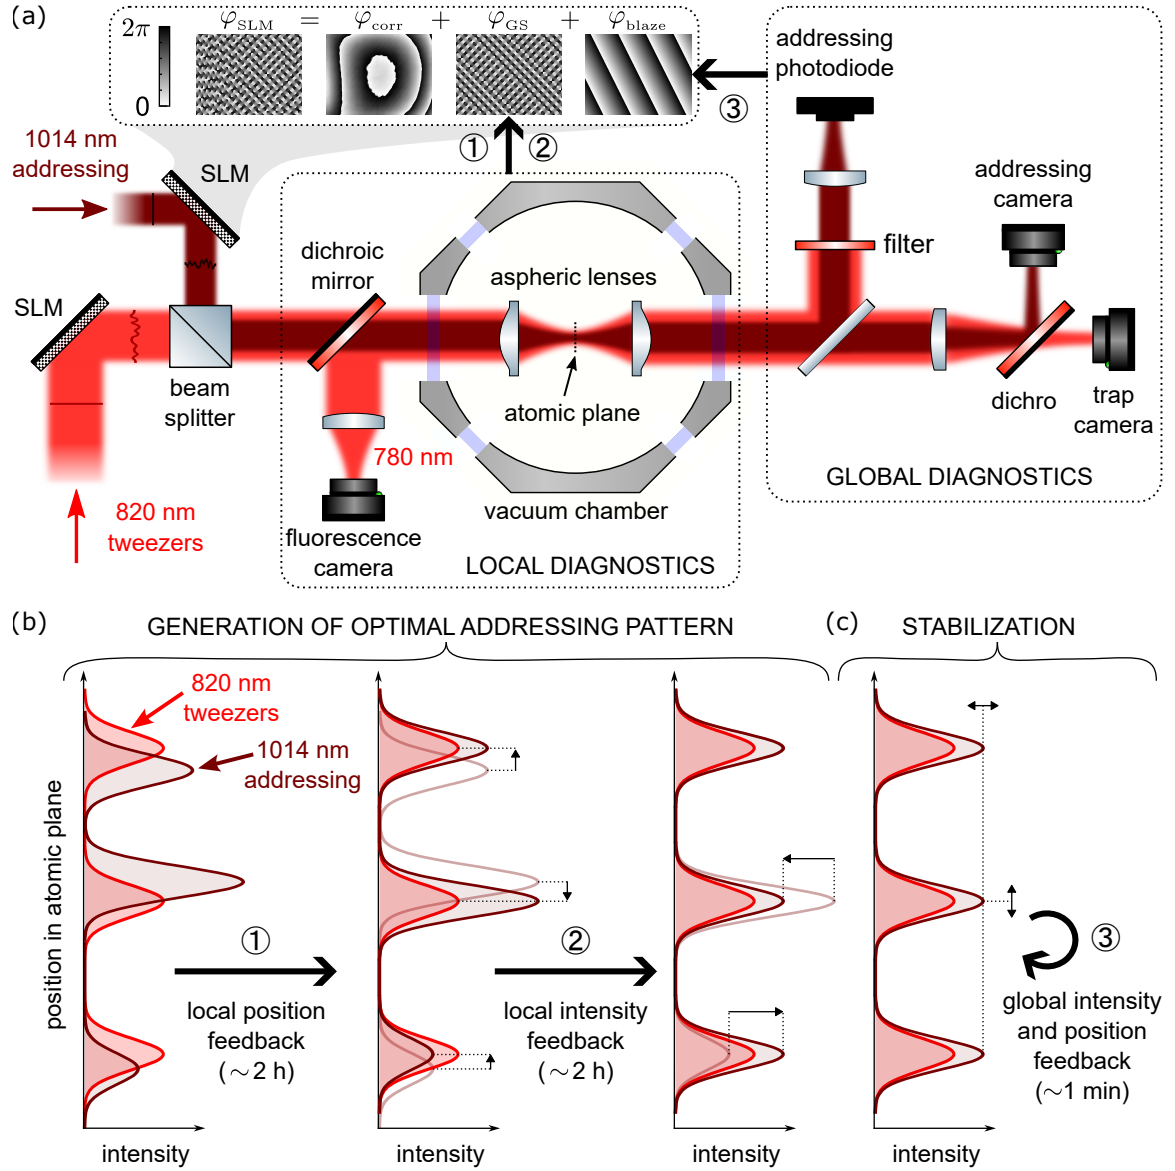 (a)
2π
0
φ_SLM = φ_corr + φ_GS + φ_blaze
addressing
photodiode
③
① ②
1014 nm
addressing
SLM
addressing
camera
dichroic
mirror
filter
aspheric lenses
SLM
beam
splitter
atomic plane
dichro
trap
camera
780 nm
GLOBAL DIAGNOSTICS
820 nm
tweezers
vacuum chamber
fluorescence
camera
LOCAL DIAGNOSTICS
(b)
GENERATION OF OPTIMAL ADDRESSING PATTERN
(c)
STABILIZATION
820 nm
tweezers
1014 nm
addressing
position in atomic plane
①
local position
feedback
(∼2 h)
②
local intensity
feedback
(∼2 h)
③
global intensity
and position
feedback
(∼1 min)
intensity
intensity
intensity
intensity